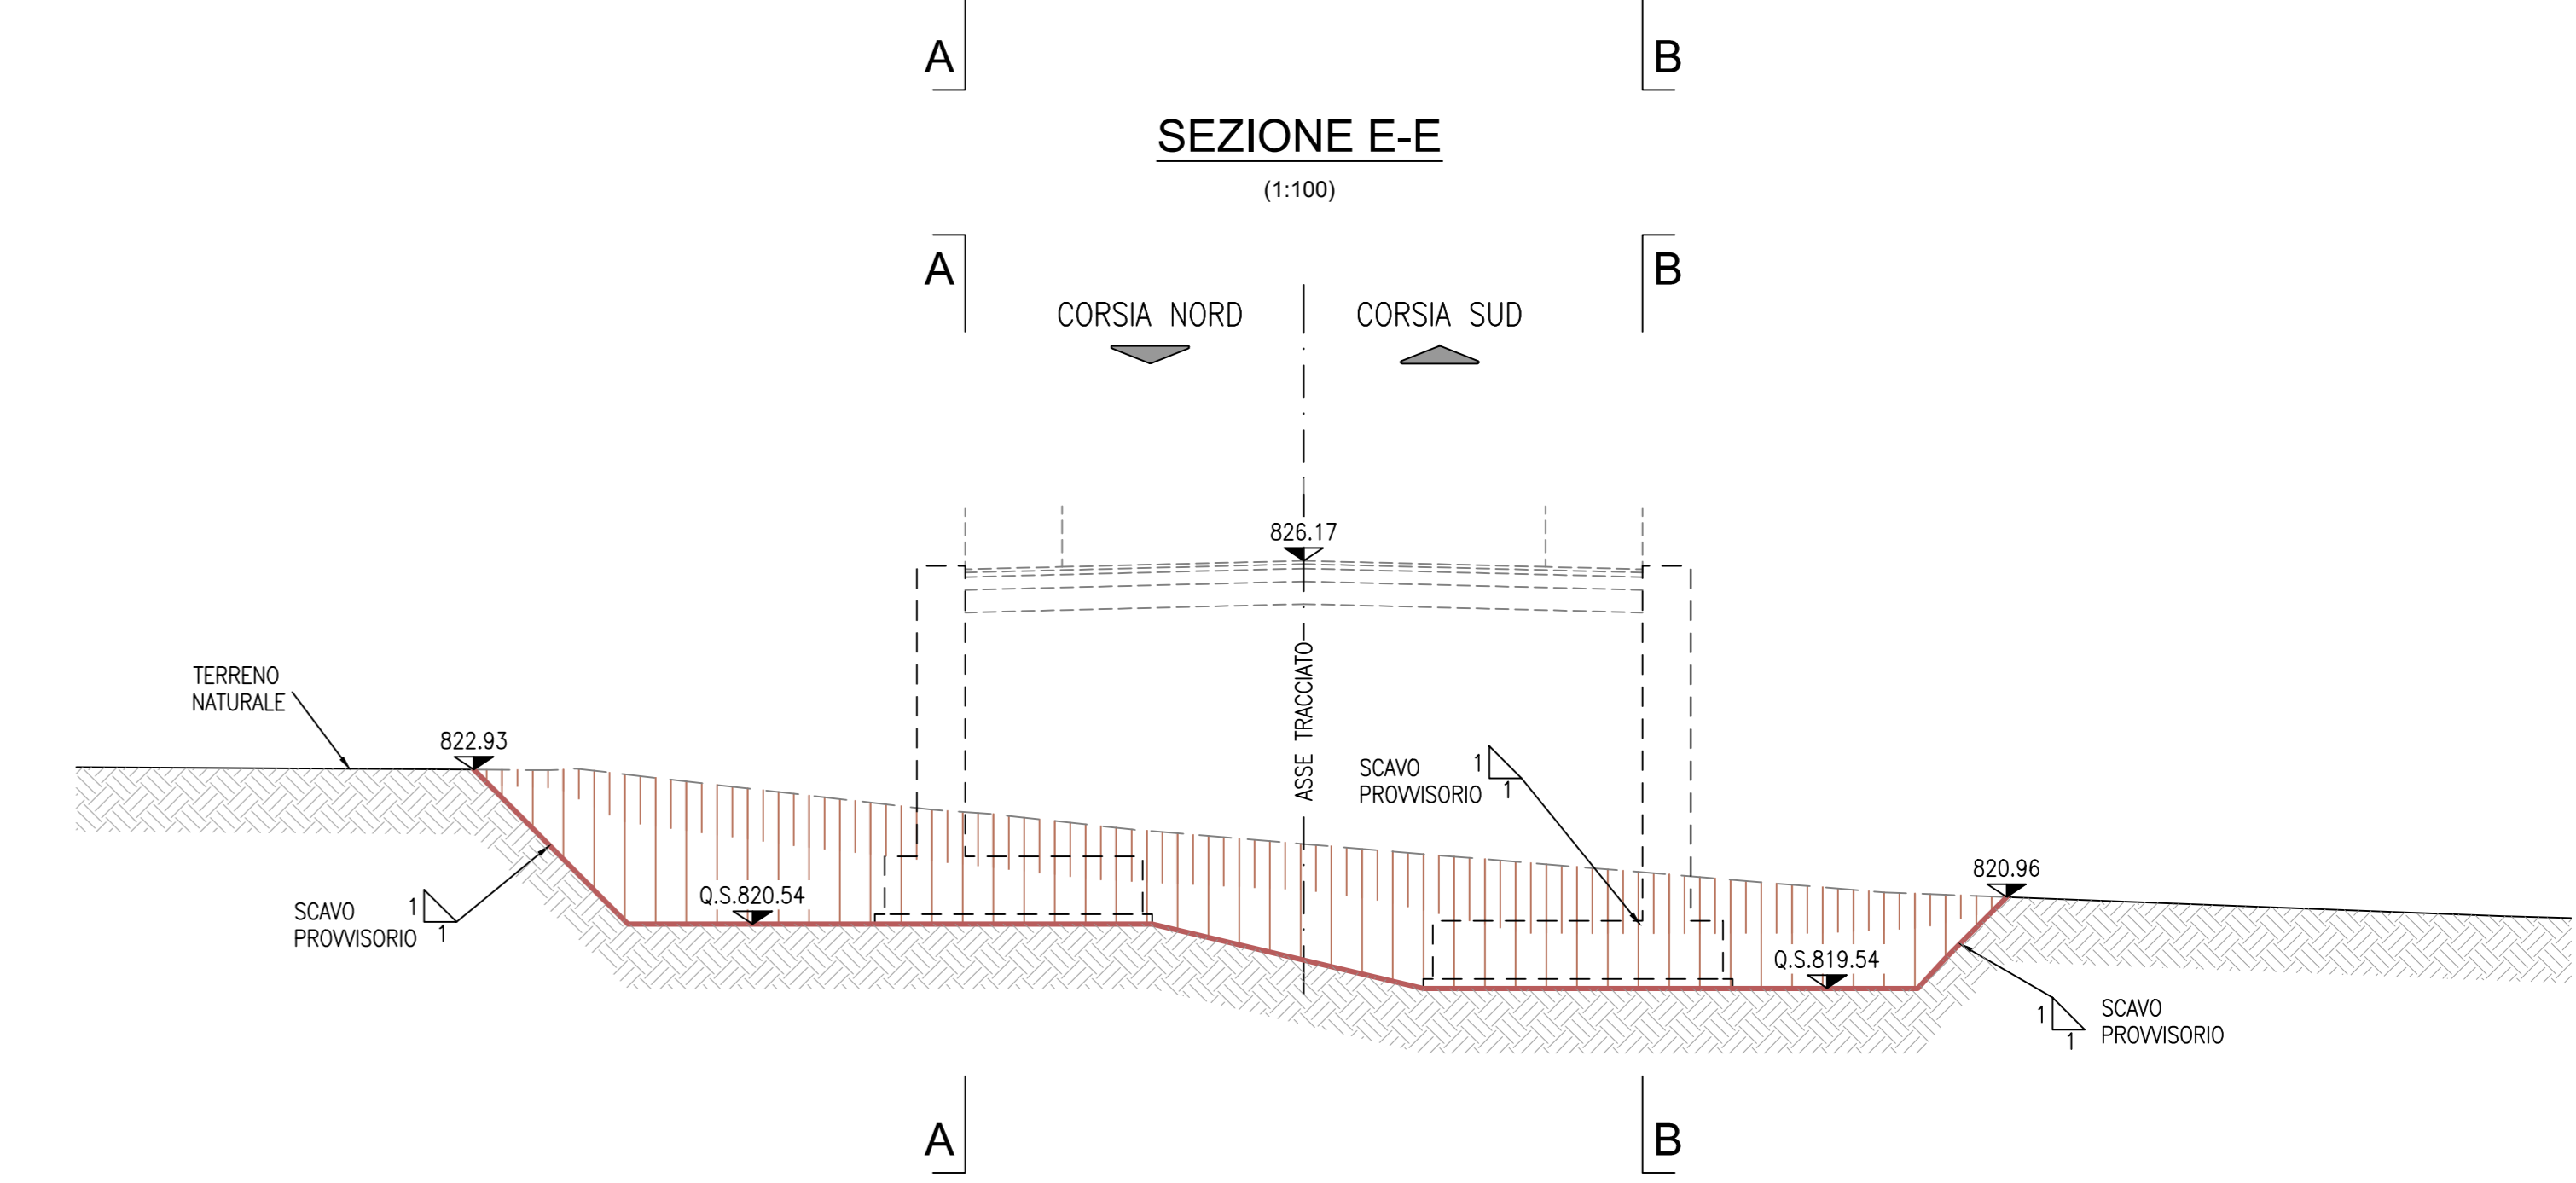 A B
SEZIONE E-E
(1:100)
A B
CORSIA NORD CORSIA SUD
826.17
ASSE TRACCIATO
TERRENO
NATURALE
822.93
SCAVO
PROVVISORIO
1
1
820.96
Q.S.820.54
Q.S.819.54
SCAVO
PROVVISORIO
1
1
SCAVO
PROVVISORIO
1
1
A B